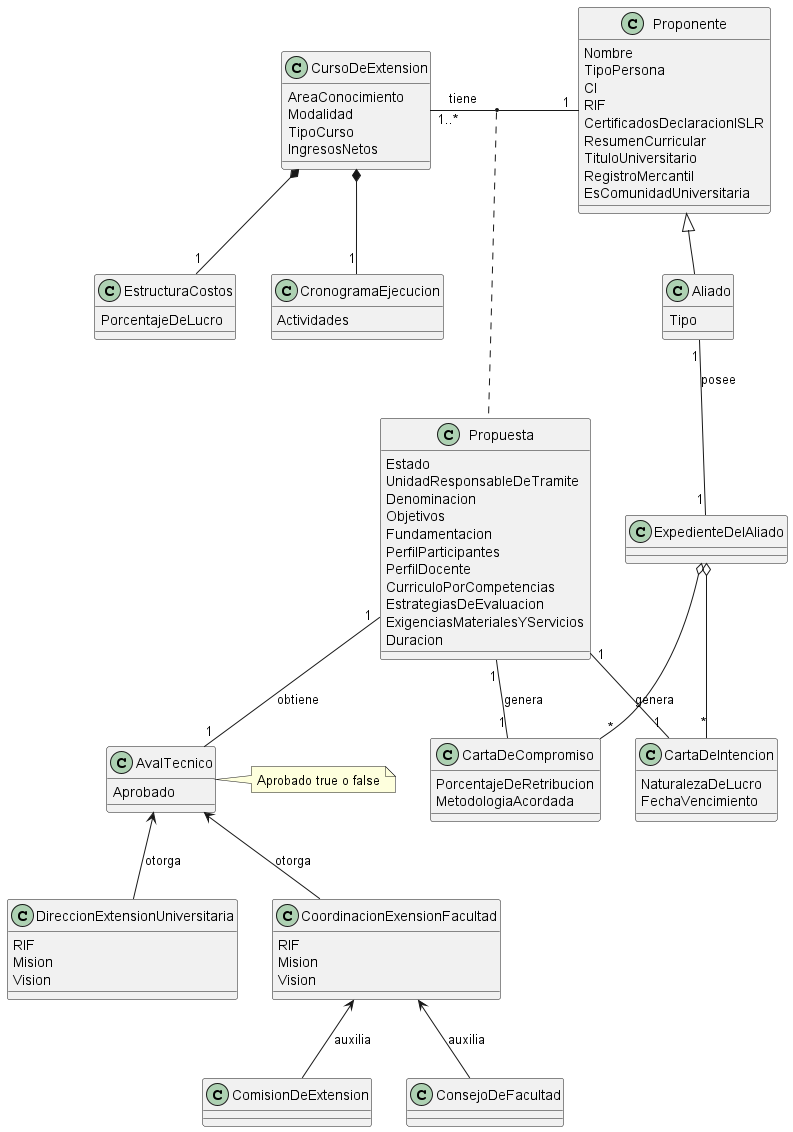 C Proponente
Nombre
TipoPersona
CI
RIF
CertificadosDeclaracionISLR
ResumenCurricular
TituloUniversitario
RegistroMercantil
EsComunidadUniversitaria
C CursoDeExtension
AreaConocimiento
Modalidad
TipoCurso
IngresosNetos
tiene
1..*
1
1
1
C EstructuraCostos
PorcentajeDeLucro
C CronogramaEjecucion
Actividades
C Aliado
Tipo
1
posee
1
C Propuesta
Estado
UnidadResponsableDeTramite
Denominacion
Objetivos
Fundamentacion
PerfilParticipantes
PerfilDocente
CurriculoPorCompetencias
EstrategiasDeEvaluacion
ExigenciasMaterialesYServicios
Duracion
C ExpedienteDelAliado
1
obtiene
1
1
genera
1
1
genera
1
*
*
C AvalTecnico
Aprobado
Aprobado true o false
C CartaDeCompromiso
PorcentajeDeRetribucion
MetodologiaAcordada
C CartaDeIntencion
NaturalezaDeLucro
FechaVencimiento
otorga
otorga
C DireccionExtensionUniversitaria
RIF
Mision
Vision
C CoordinacionExensionFacultad
RIF
Mision
Vision
auxilia
auxilia
C ComisionDeExtension
C ConsejoDeFacultad